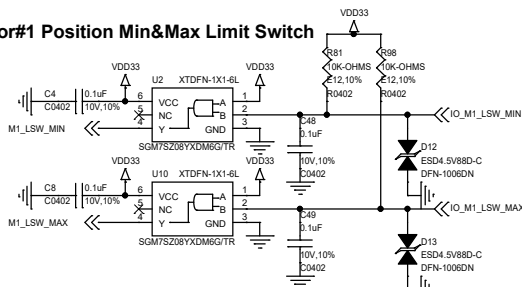 or#1 Position Min&Max Limit Switch
VDD33
R81
10K-OHMS
E12,10%
R0402
R98
10K-OHMS
E12,10%
R0402
VDD33
U2
XTDFN-1X1-6L
VDD33
C4
0.1uF
C0402
10V,10%
6
5
4
VCC
NC
Y
A
B
GND
1
2
3
M1_LSW_MIN
SGM7SZ08YXDM6G/TR
C48
0.1uF
10V,10%
C0402
IO_M1_LSW_MIN
D12
ESD4.5V88D-C
DFN-1006DN
VDD33
U10
XTDFN-1X1-6L
VDD33
C8
0.1uF
C0402
10V,10%
6
5
4
VCC
NC
Y
A
B
GND
1
2
3
M1_LSW_MAX
SGM7SZ08YXDM6G/TR
C49
0.1uF
10V,10%
C0402
IO_M1_LSW_MAX
D13
ESD4.5V88D-C
DFN-1006DN